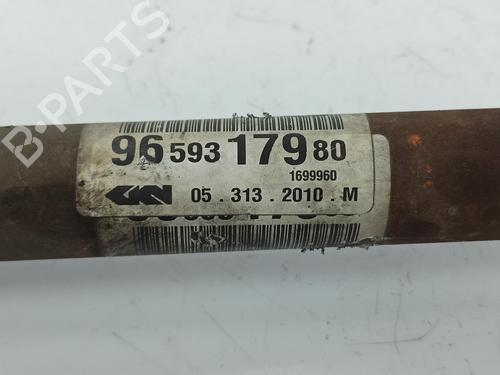 B-PARTS
96 593 179 80
1699960
GKN 05 . 313 . 2010 . M